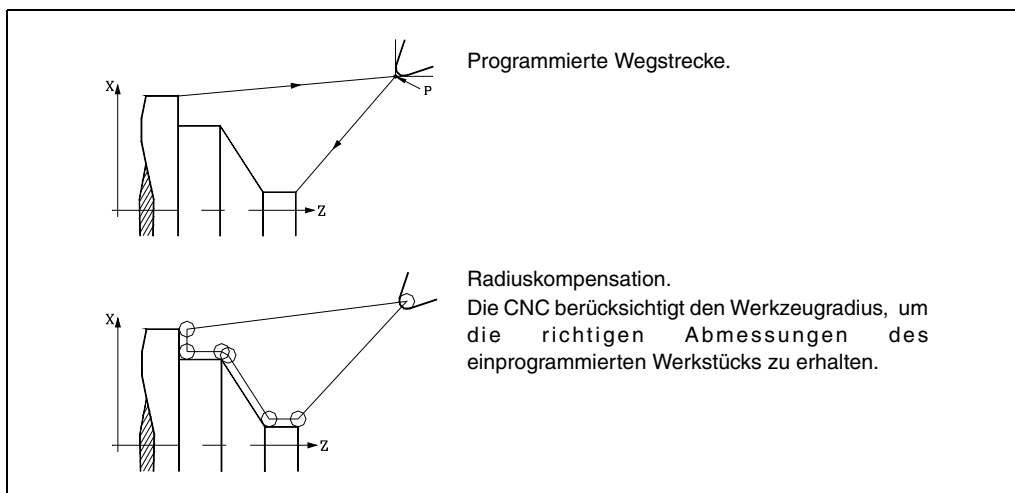 Programmierte Wegstrecke.
X
P
Z
Radiuskompensation.
Die CNC berücksichtigt den Werkzeugradius, um
die richtigen Abmessungen des
einprogrammierten Werkstücks zu erhalten.
X
Z